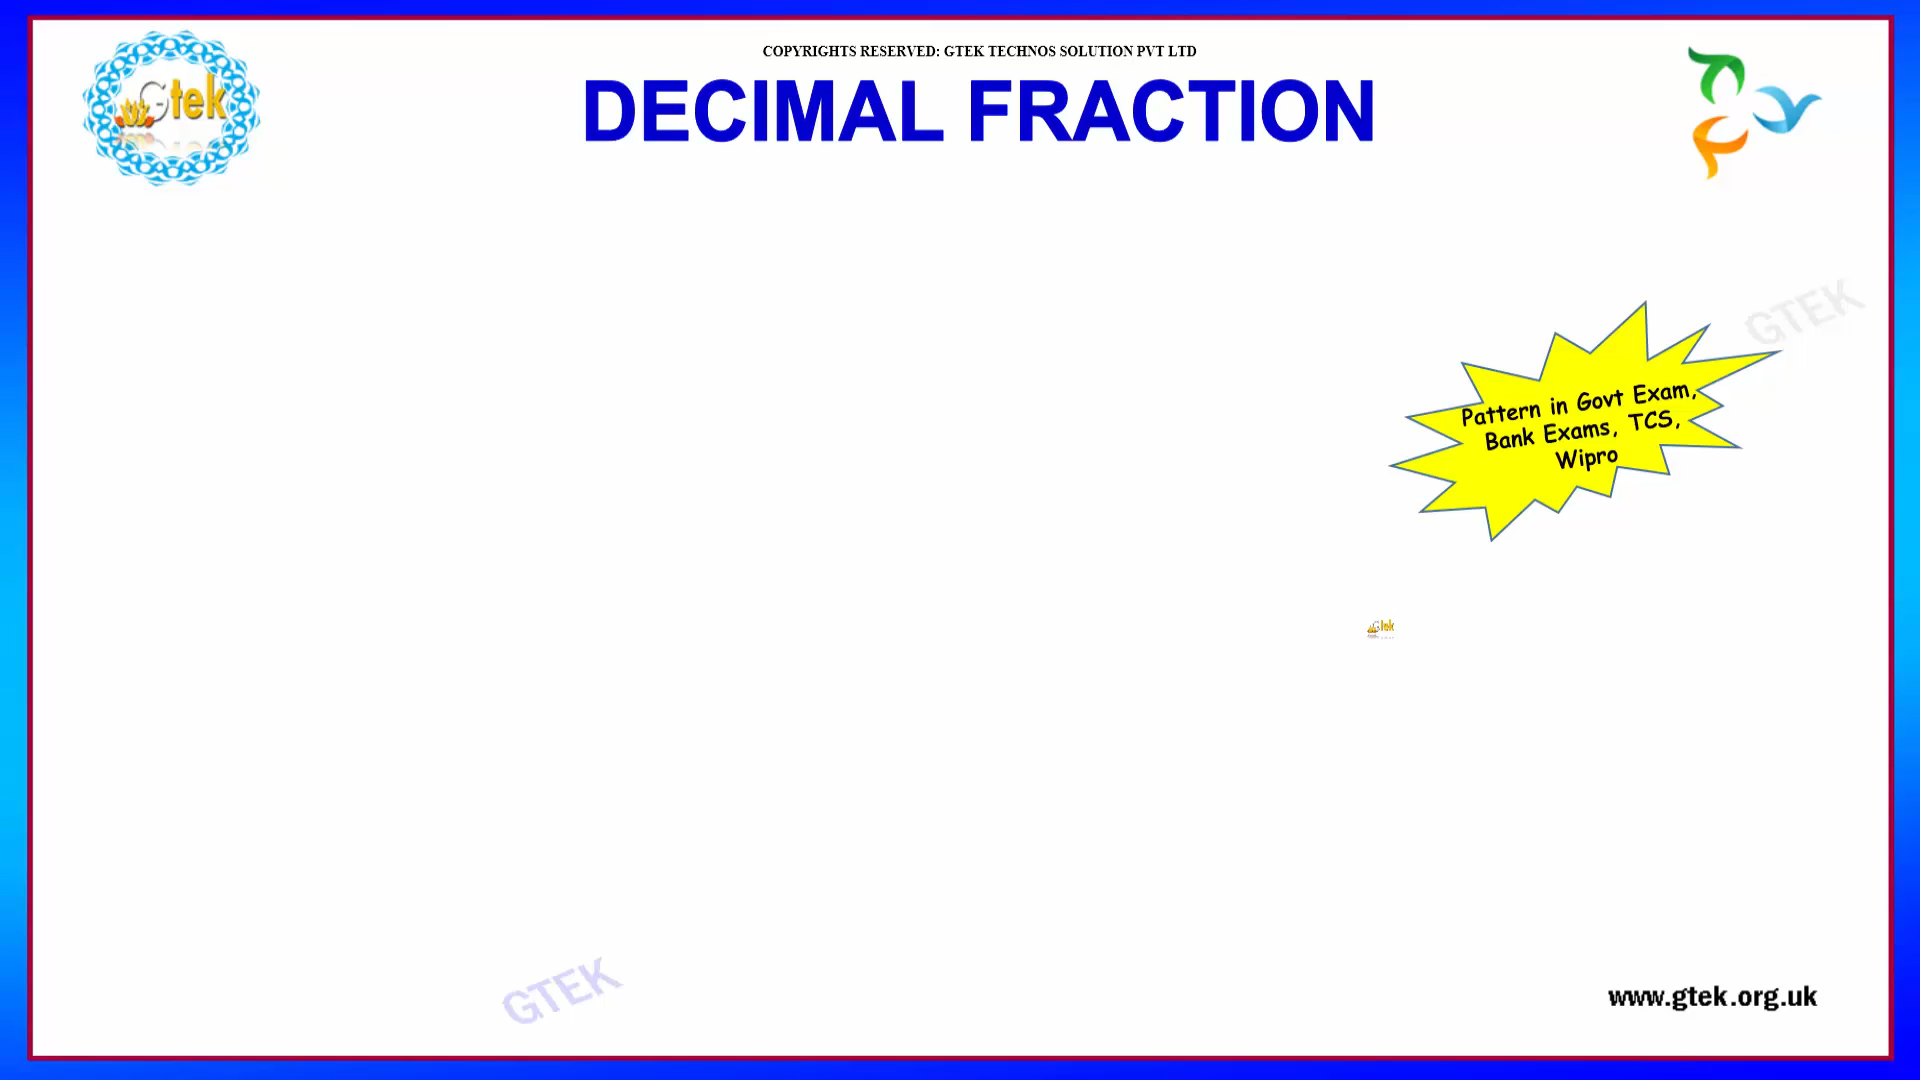 COPYRIGHTS RESERVED: GTEK TECHNOS SOLUTION PVT LTD
Gtek
DECIMAL FRACTION
GTEK
Pattern in Govt Exam,
Bank Exams, TCS,
Wipro
Gtek
GTEK
www.gtek.org.uk